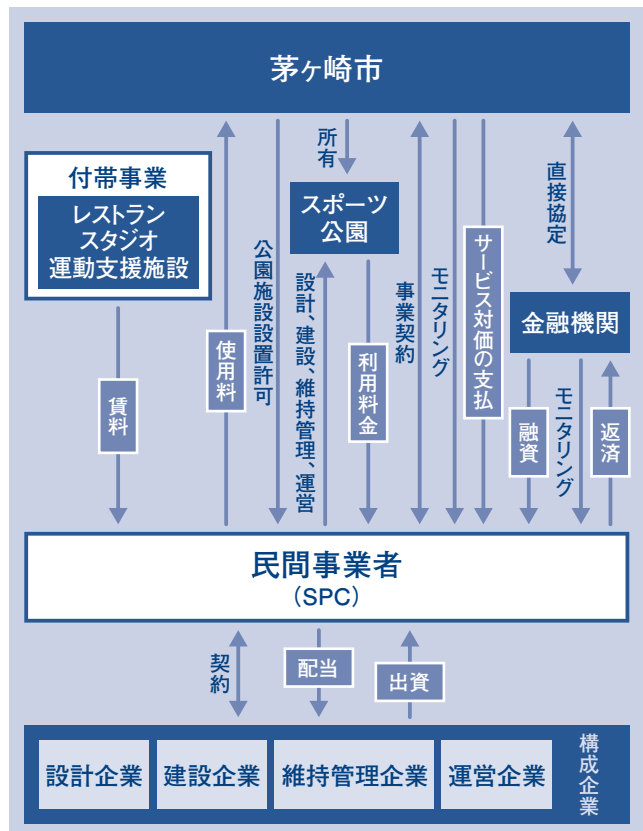 茅ヶ崎市
付帯事業
レストラン
スタジオ
運動支援施設
賃料
使用料
公園施設設置許可
所有
スポーツ
公園
設計、建設、維持管理、運営
利用料金
事業契約
モニタリング
サービス対価の支払
直接協定
金融機関
融資
モニタリング
返済
民間事業者
(SPC)
契約
配当
出資
設計企業
建設企業
維持管理企業
運営企業
構成企業